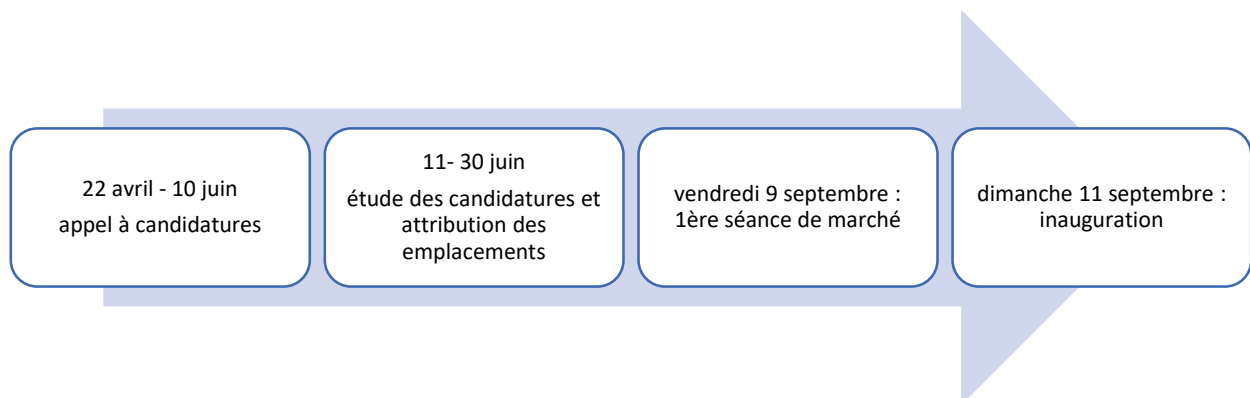 22 avril - 10 juin
appel à candidatures
11- 30 juin
étude des candidatures et
attribution des
emplacements
vendredi 9 septembre :
1ère séance de marché
dimanche 11 septembre :
inauguration